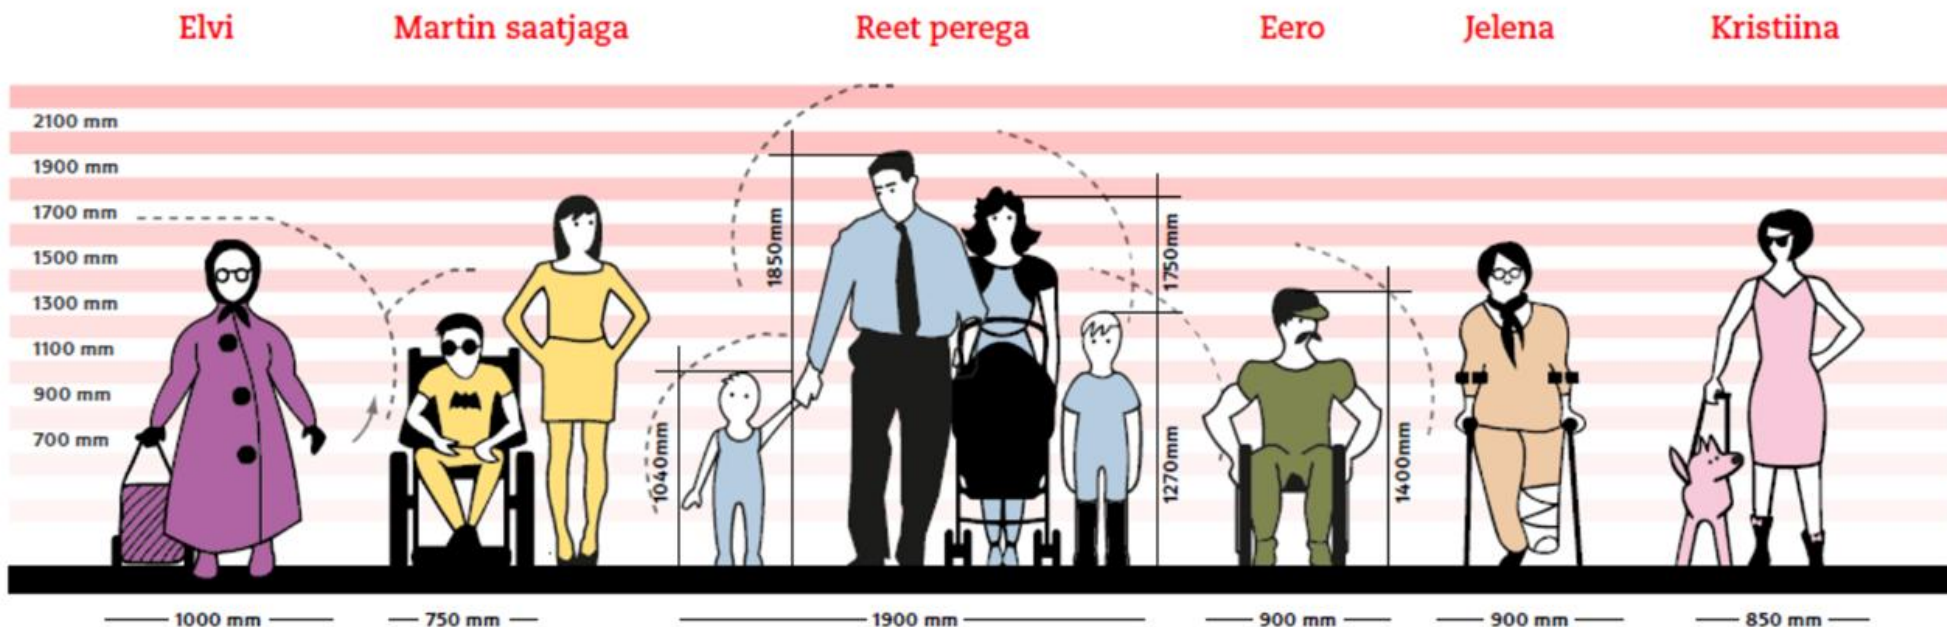 Elvi
Martin saatjaga
Reet perega
Eero
Jelena
Kristiina
2100 mm
1900 mm
1700 mm
1500 mm
1300 mm
1100 mm
900 mm
700 mm
1040mm
1850mm
1750mm
1270mm
1400mm
1000 mm
750 mm
1900 mm
900 mm
900 mm
850 mm